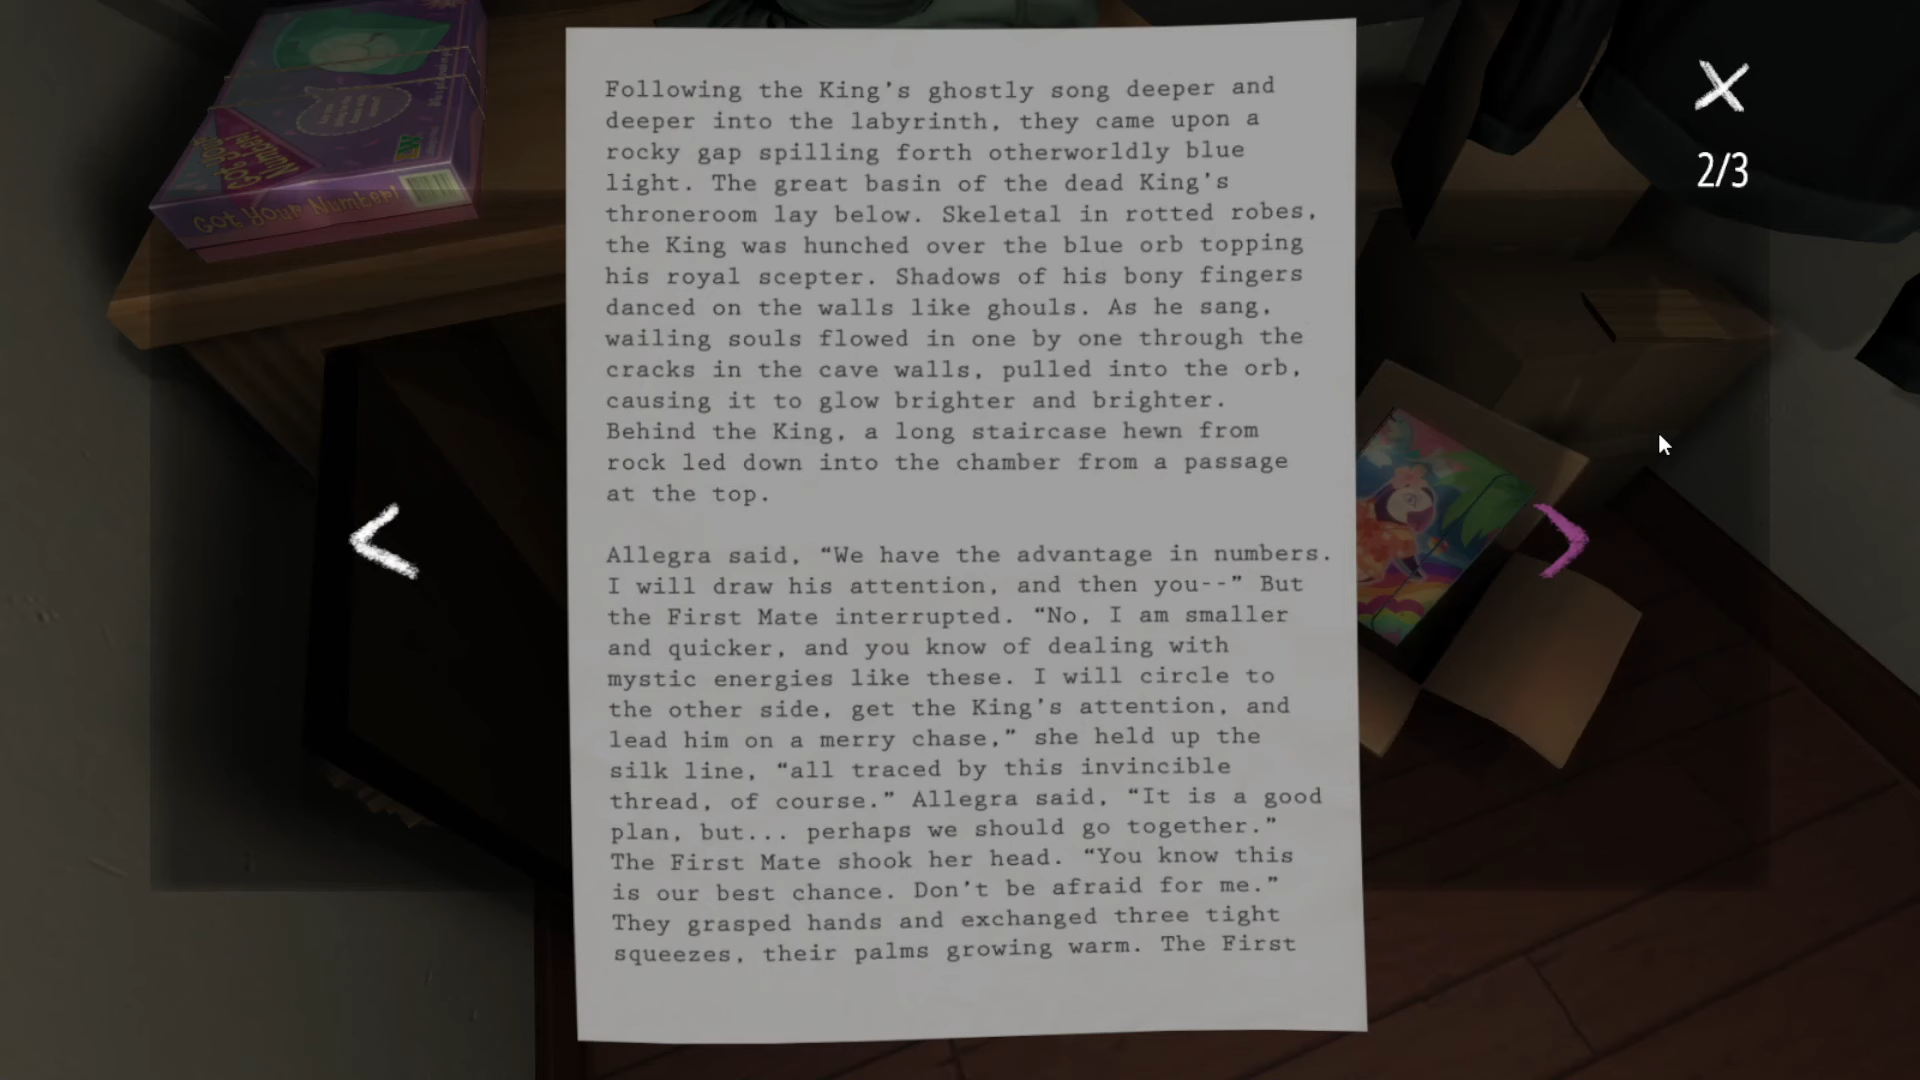 Following the King's ghostly song deeper and
deeper into the labyrinth, they came upon a
rocky gap spilling forth otherworldly blue
light. The great basin of the dead King's
throneroom lay below. Skeletal in rotted robes,
the King was hunched over the blue orb topping
his royal scepter. Shadows of his bony fingers
danced on the walls like ghouls. As he sang,
wailing souls flowed in one by one through the
cracks in the cave walls, pulled into the orb,
causing it to glow brighter and brighter.
Behind the King, a long staircase hewn from
rock led down into the chamber from a passage
at the top.
Allegra said, “We have the advantage in numbers.
I will draw his attention, and then you--” But
the First Mate interrupted. “No, I am smaller
and quicker, and you know of dealing with
mystic energies like these. I will circle to
the other side, get the King's attention, and
lead him on a merry chase,” she held up the
silk line, “all traced by this invincible
thread, of course.” Allegra said, “It is a good
plan, but... perhaps we should go together.”
The First Mate shook her head. “You know this
is our best chance. Don't be afraid for me.”
They grasped hands and exchanged three tight
squeezes, their palms growing warm. The First
2/3
Got Your Number!